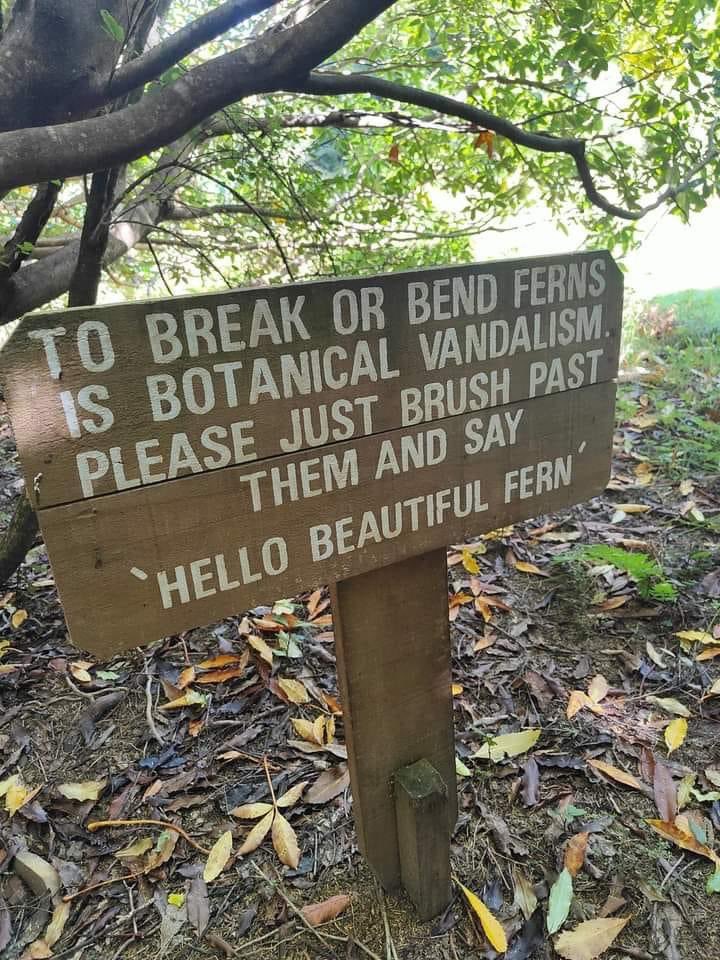 TO BREAK OR BEND FERNS
IS BOTANICAL VANDALISM.
PLEASE JUST BRUSH PAST
THEM AND SAY
`HELLO BEAUTIFUL FERN´